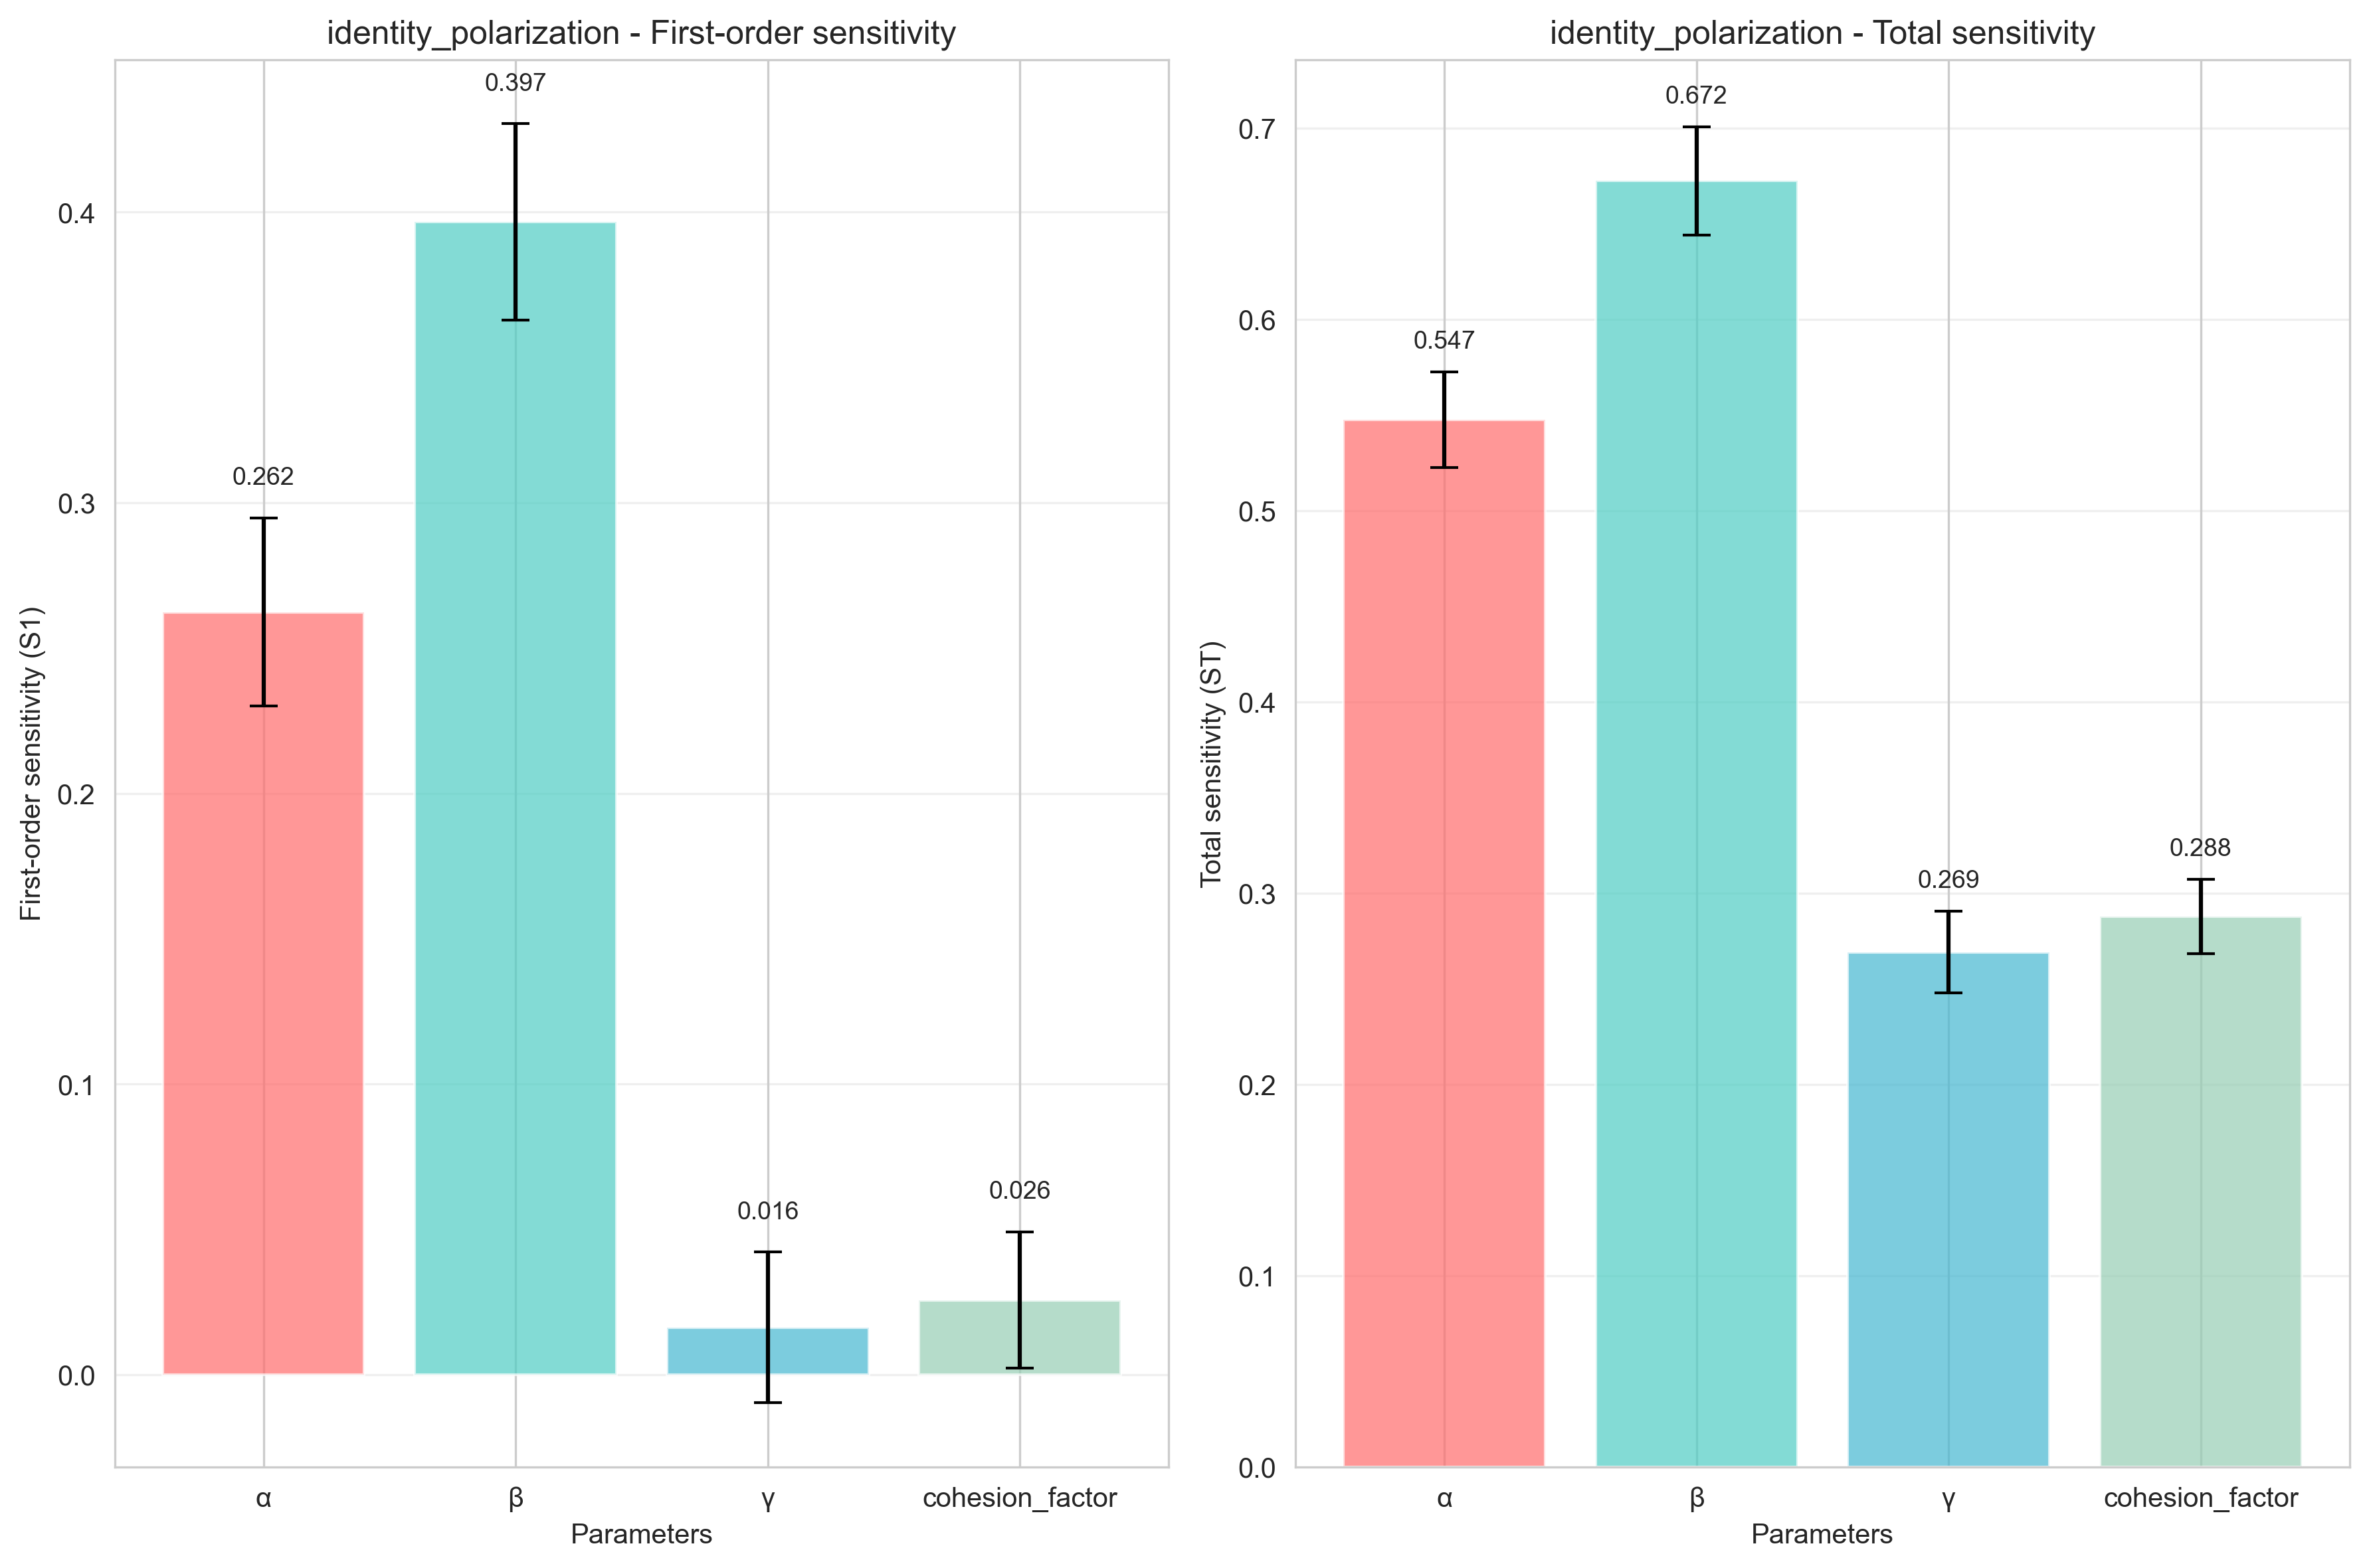 identity_polarization - First-order sensitivity
First-order sensitivity (S1)
0.4
0.3
0.2
0.1
0.0
0.262
0.397
0.016
0.026
α
β
γ
cohesion_factor
Parameters
identity_polarization - Total sensitivity
Total sensitivity (ST)
0.7
0.6
0.5
0.4
0.3
0.2
0.1
0.0
0.547
0.672
0.269
0.288
α
β
γ
cohesion_factor
Parameters